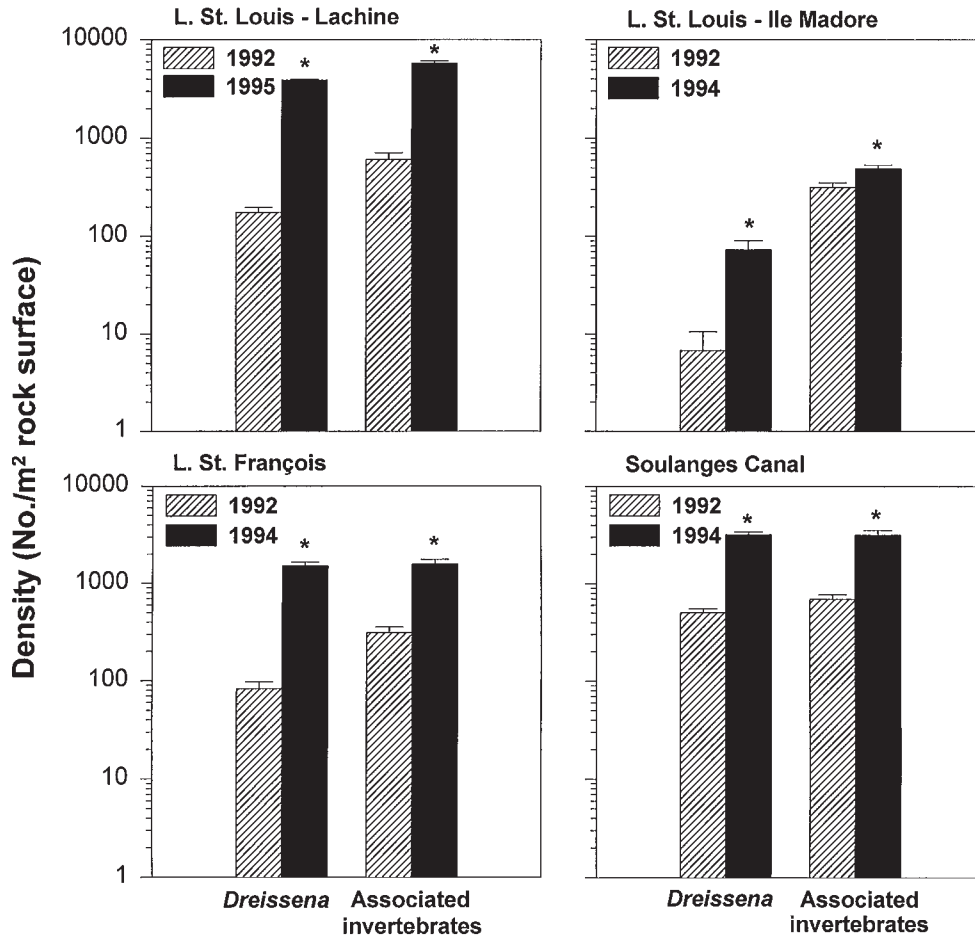 L. St. Louis - Lachine
L. St. Louis - Ile Madore
10000
1000
100
10
1
1992
1995
*
*
1992
1994
*
*
Density (No./m² rock surface)
L. St. François
Soulanges Canal
10000
1000
100
10
1
1992
1994
*
*
1992
1994
*
*
Dreissena
Associated
invertebrates
Dreissena
Associated
invertebrates